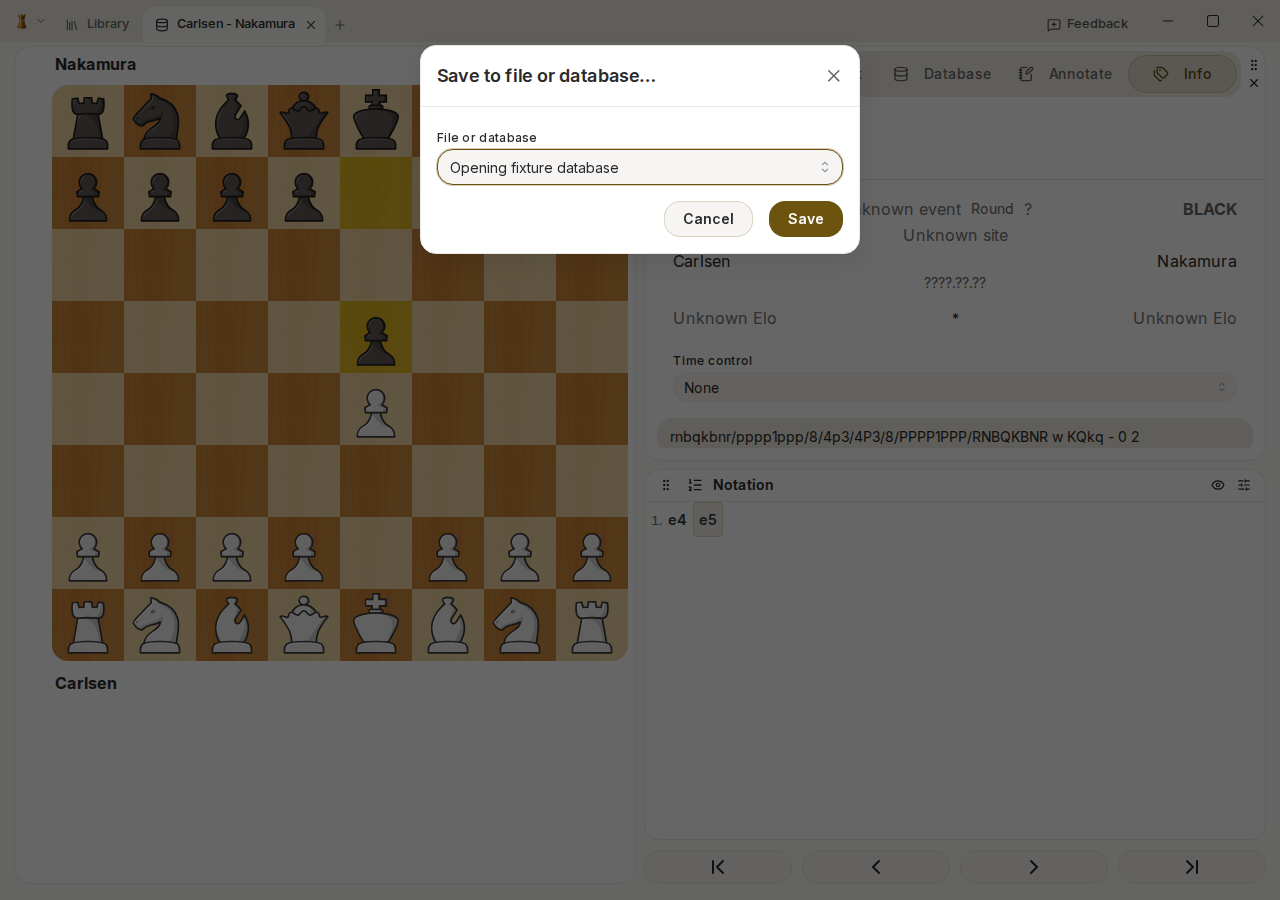 Library
Carlsen - Nakamura
Feedback
Nakamura
Save to file or database...
File or database
Opening fixture database
Cancel
Save
Database
Annotate
Info
Round ?
BLACK
event
Unknown site
Carlsen
Nakamura
????.??.??
Unknown Elo
*
Unknown Elo
Time control
None
rnbqkbnr/pppp1ppp/8/4p3/4P3/8/PPPP1PPP/RNBQKBNR w KQkq - 0 2
Notation
1. e4 e5
Carlsen